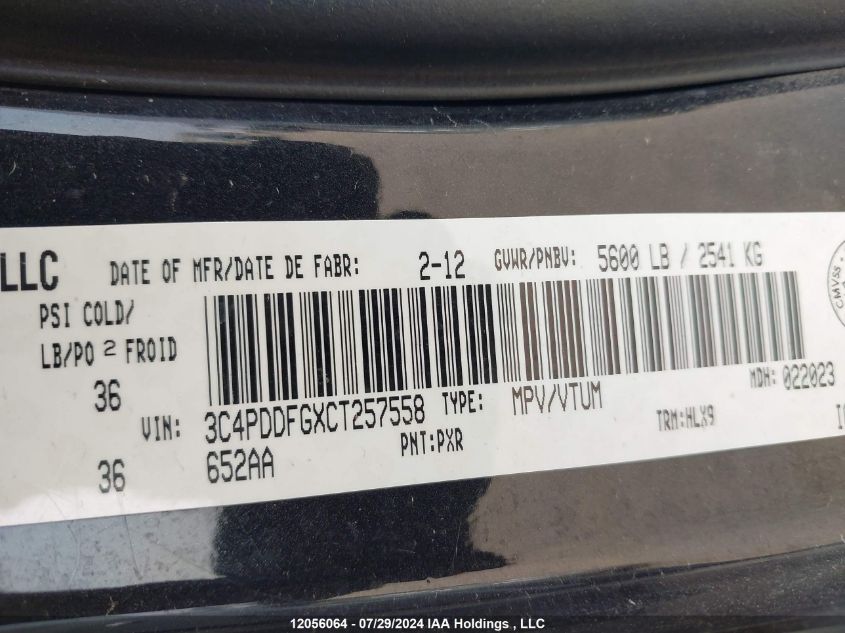 LLC DATE OF MFR/DATE DE FABR: 2-12 GVWR/PNBV: 5600 LB / 2541 KG
PSI COLD/
LB/PO 2 FROID
36
VIN: 3C4PDDFGXCT257558 TYPE: MPV/VTUM MDH: 022023
PNT:PXR TRM:HLX9
36 652AA
CMVSS
12056064 - 07/29/2024 IAA Holdings , LLC